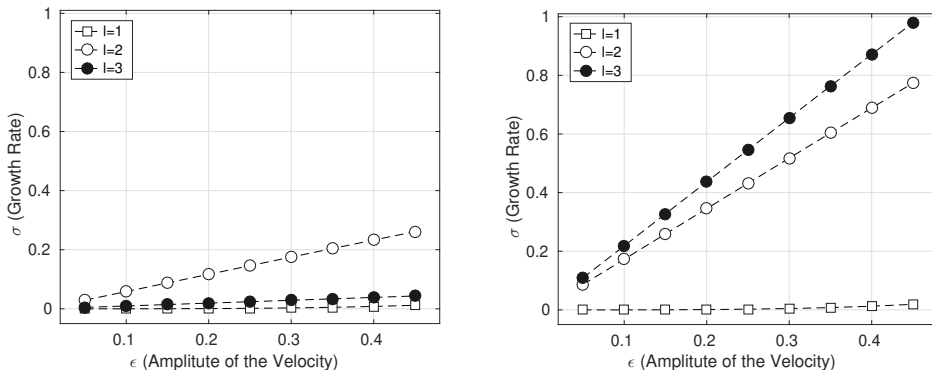 1
0.8
0.6
0.4
0.2
0
0.1 0.2 0.3 0.4
σ (Growth Rate)
ϵ (Amplitute of the Velocity)
l=1
l=2
l=3
1
0.8
0.6
0.4
0.2
0
0.1 0.2 0.3 0.4
σ (Growth Rate)
ϵ (Amplitute of the Velocity)
l=1
l=2
l=3